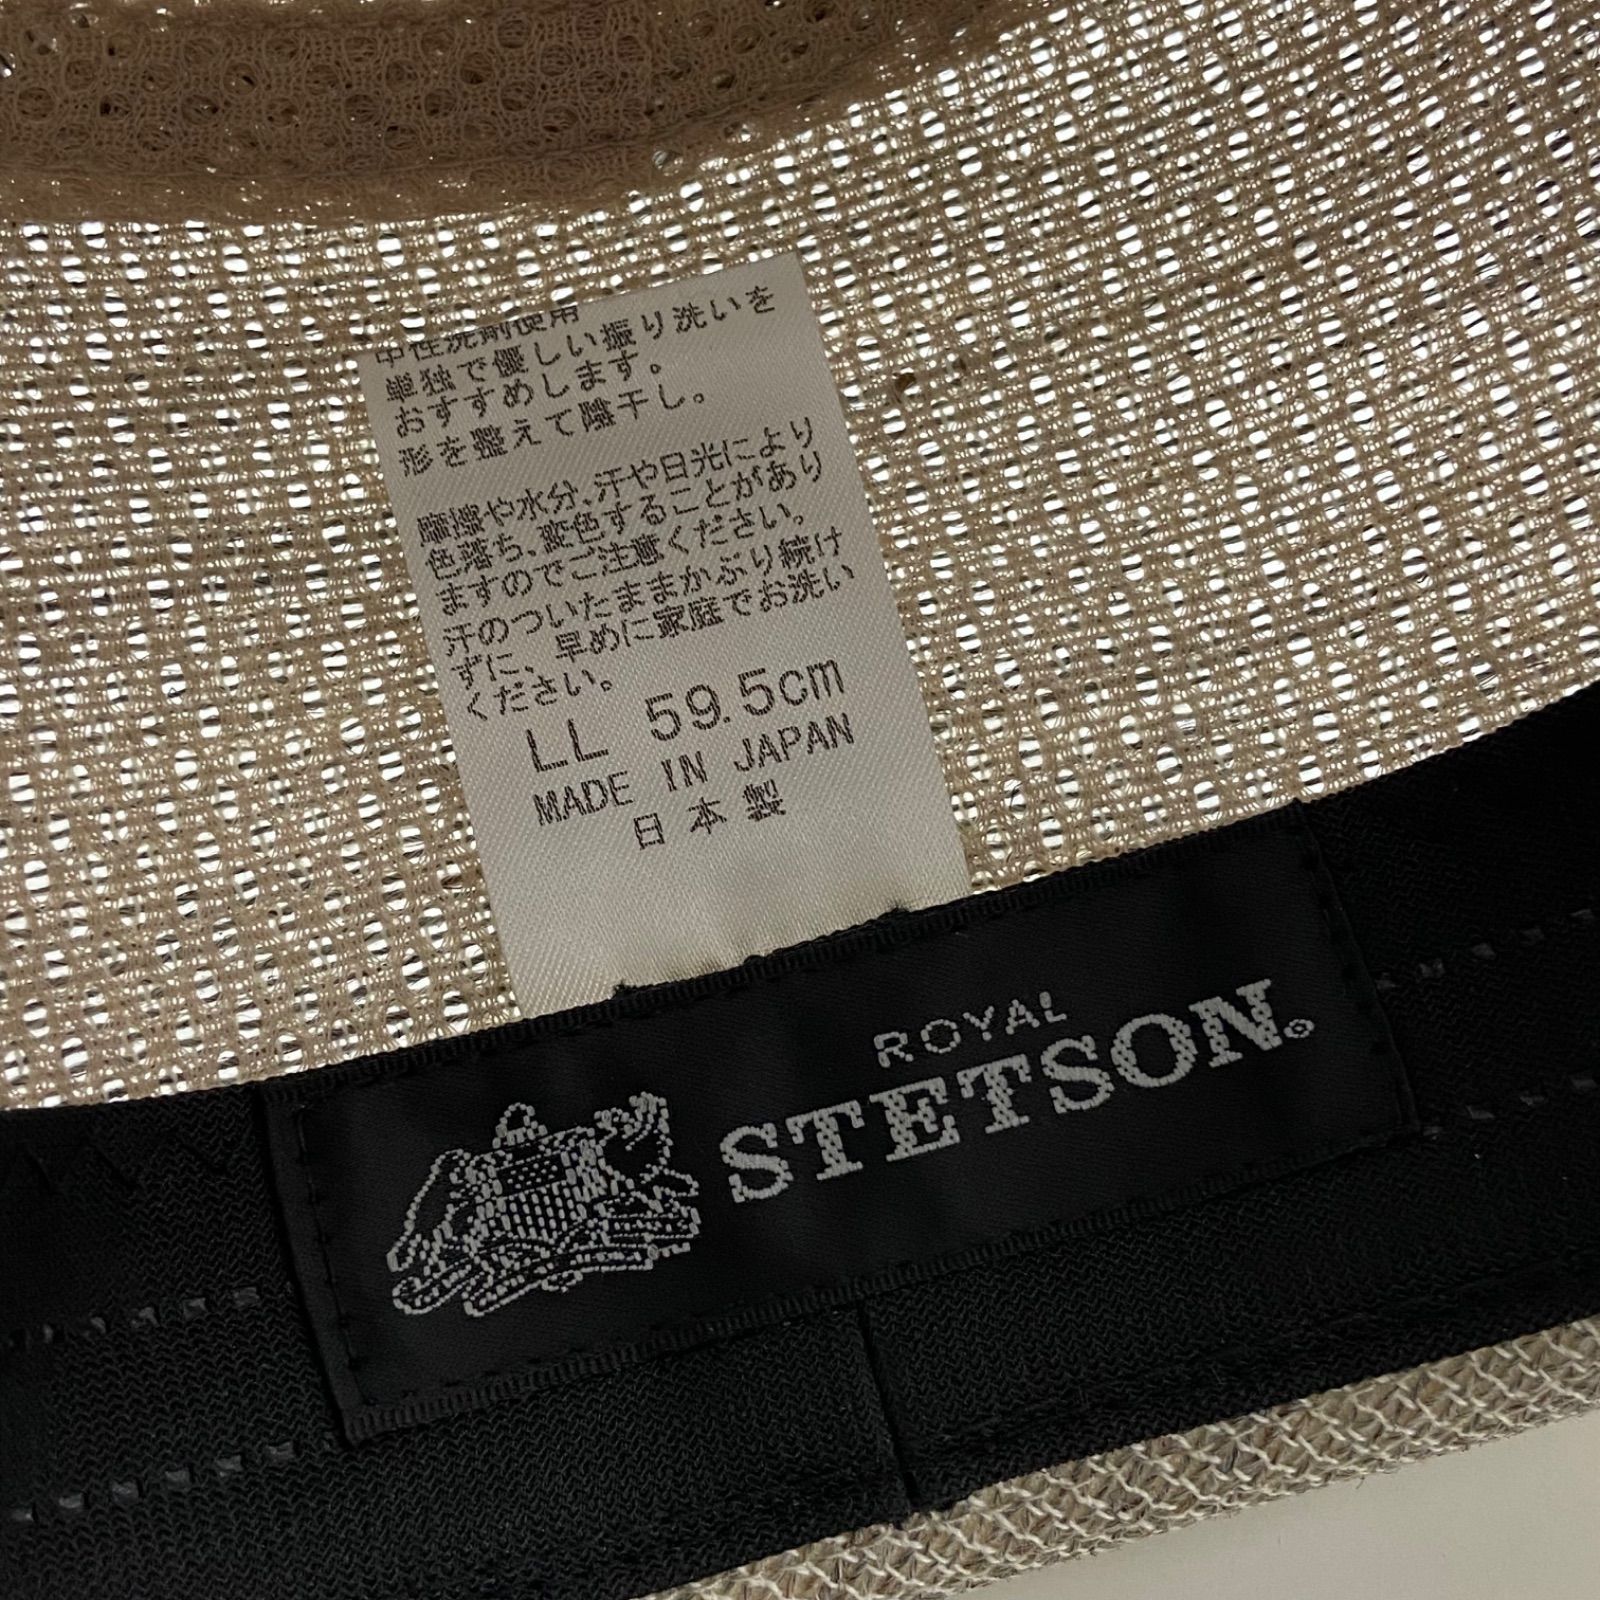 中性洗剤使用
単独で優しい振り洗いを
おすすめします。
形を整えて陰干し。
摩擦や水分、汗や日光により
色落ち、変色することがあり
ますのでご注意ください。
汗のついたままかぶり続け
ずに、早めに家庭でお洗い
ください。
LL 59.5cm
MADE IN JAPAN
日本製
ROYAL
STETSON®